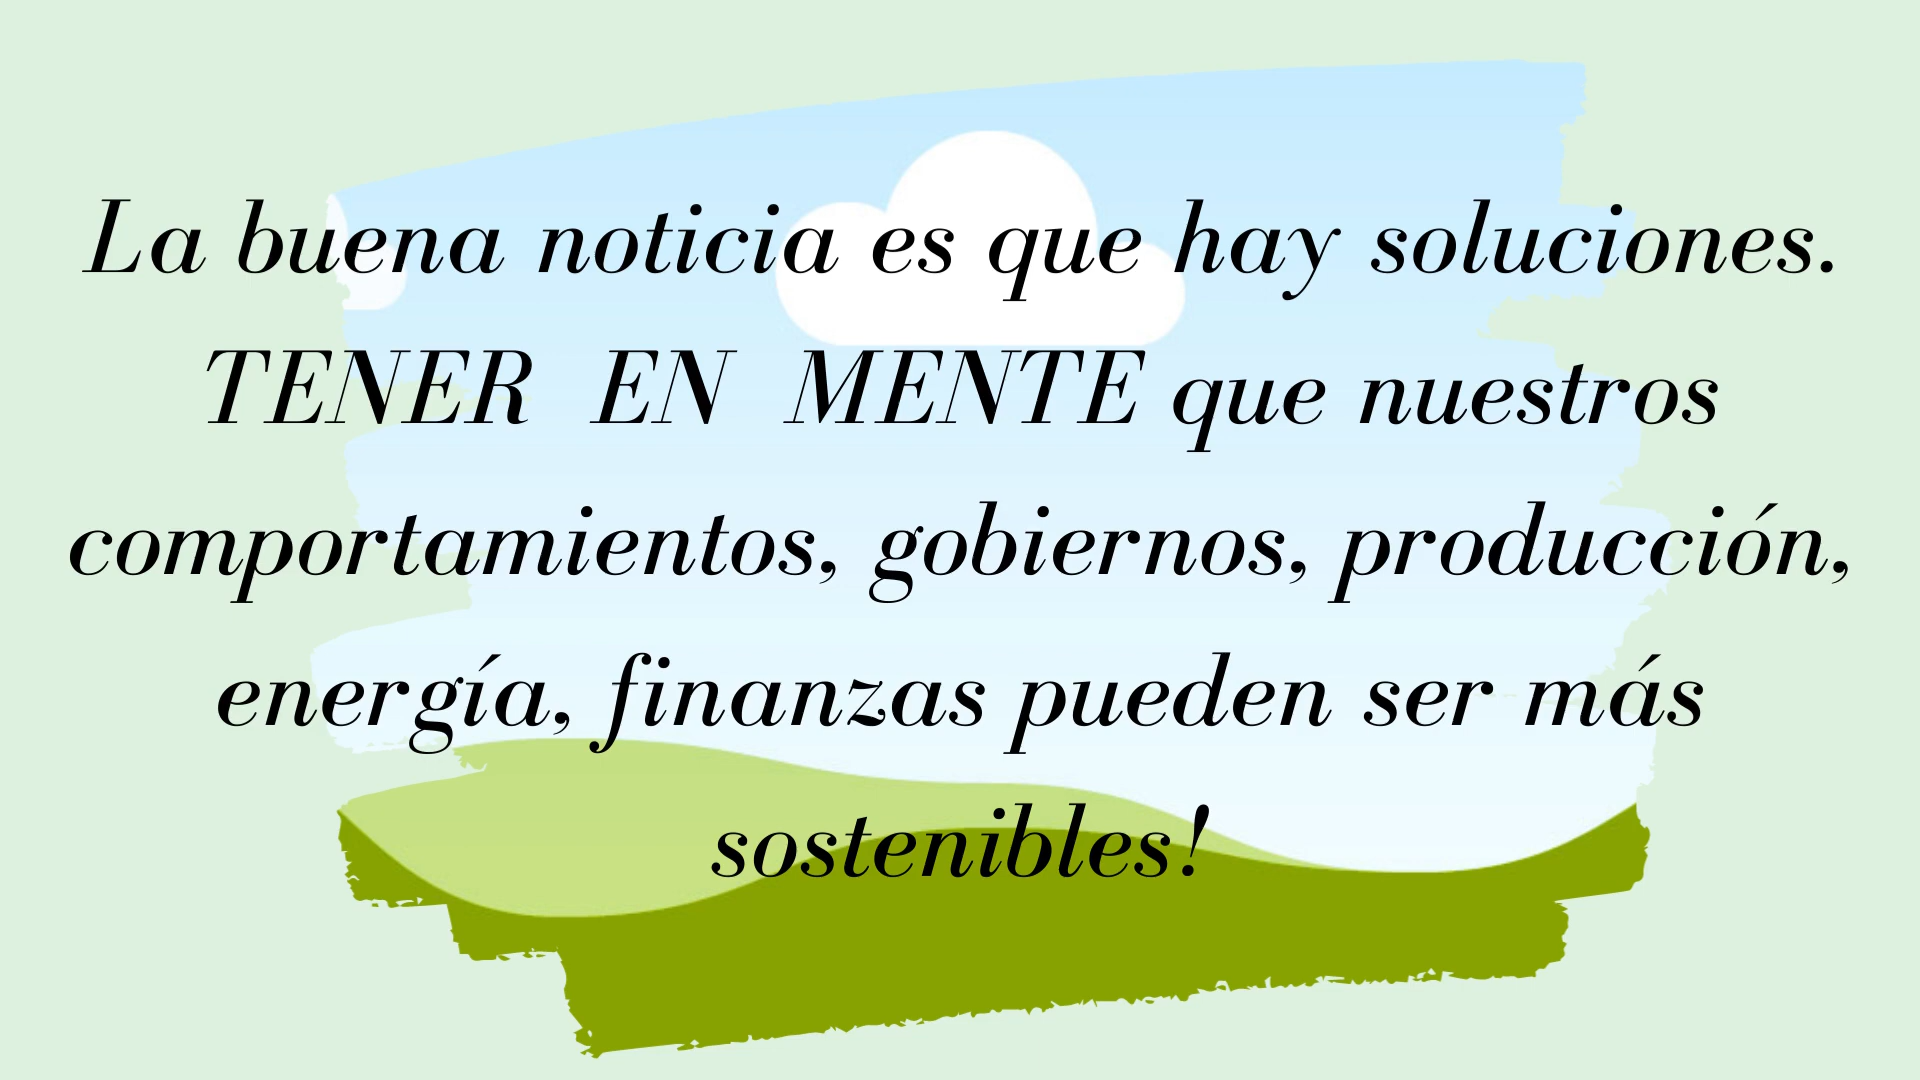 La buena noticia es que hay soluciones.
TENER EN MENTE que nuestros
comportamientos, gobiernos, producción,
energía, finanzas pueden ser más
sostenibles!